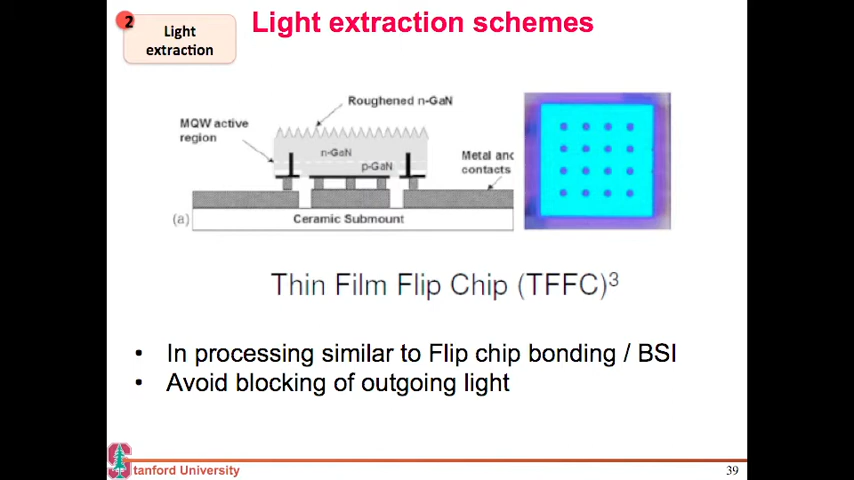 2
Light
extraction
Light extraction schemes
Roughened n-GaN
MQW active
region
n-GaN
p-GaN
Metal and
contacts
(a)
Ceramic Submount
Thin Film Flip Chip (TFFC)³
• In processing similar to Flip chip bonding / BSI
• Avoid blocking of outgoing light
Stanford University
39